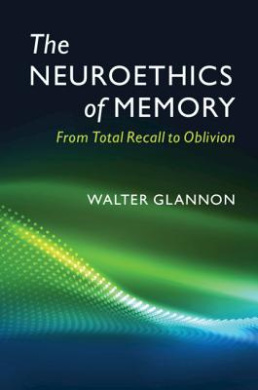 The
NEUROETHICS
of MEMORY
From Total Recall to Oblivion
WALTER GLANNON